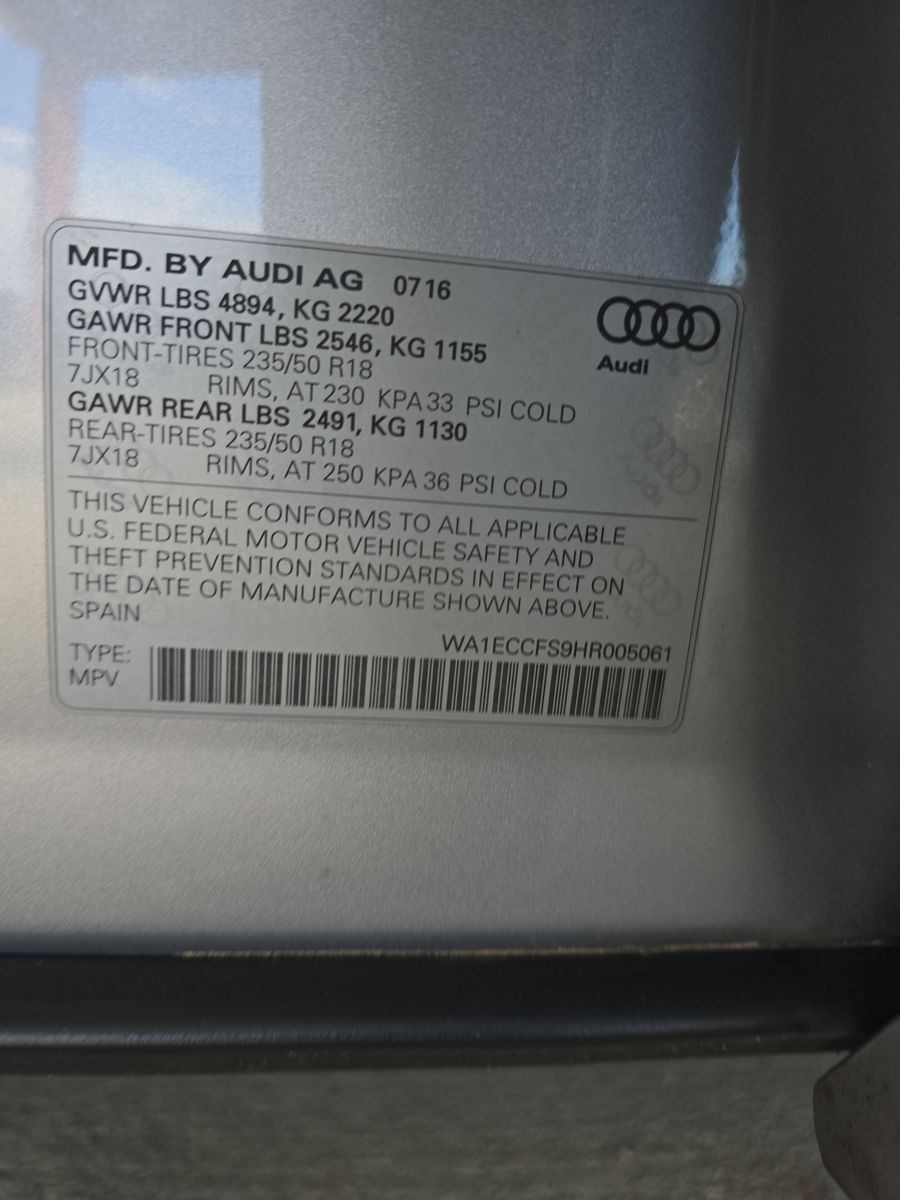 MFD. BY AUDI AG 0716
GVWR LBS 4894, KG 2220
GAWR FRONT LBS 2546, KG 1155
FRONT-TIRES 235/50 R18
7JX18 RIMS, AT 230 KPA 33 PSI COLD
GAWR REAR LBS 2491, KG 1130
REAR-TIRES 235/50 R18
7JX18 RIMS, AT 250 KPA 36 PSI COLD
Audi
THIS VEHICLE CONFORMS TO ALL APPLICABLE
U.S. FEDERAL MOTOR VEHICLE SAFETY AND
THEFT PREVENTION STANDARDS IN EFFECT ON
THE DATE OF MANUFACTURE SHOWN ABOVE.
SPAIN
WA1ECCFS9HR005061
TYPE:
MPV